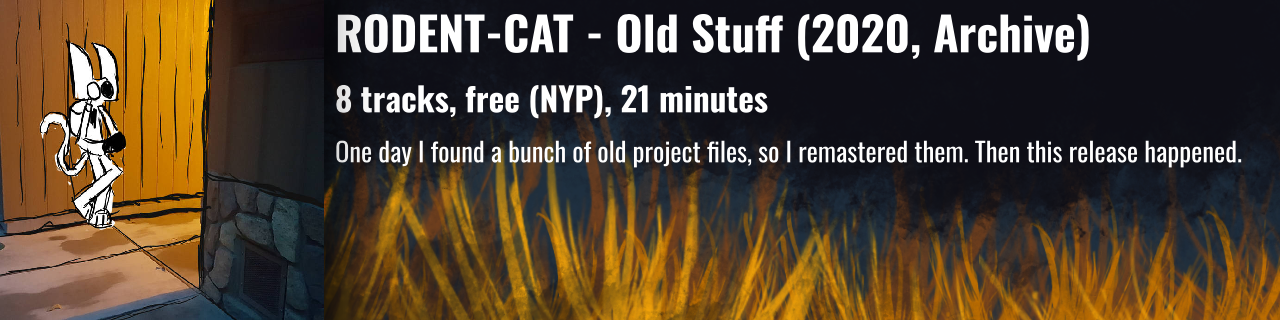 RODENT-CAT - Old Stuff (2020, Archive)
8 tracks, free (NYP), 21 minutes
One day I found a bunch of old project files, so I remastered them. Then this release happened.